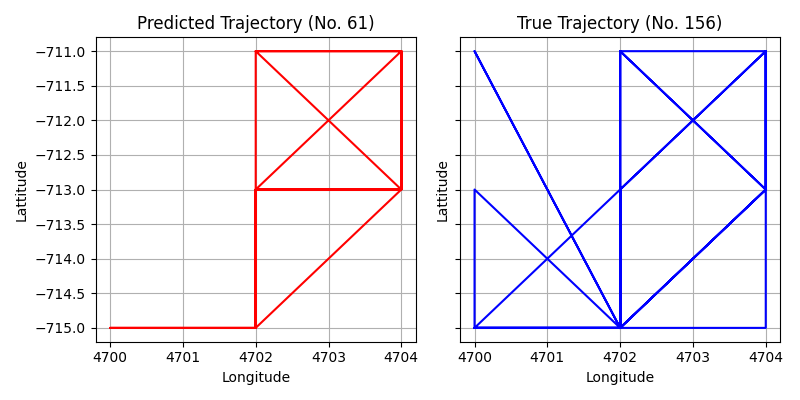 Predicted Trajectory (No. 61)
True Trajectory (No. 156)
−711.0
−711.5
−712.0
−712.5
−713.0
−713.5
−714.0
−714.5
−715.0
Lattitude
Lattitude
4700 4701 4702 4703 4704
4700 4701 4702 4703 4704
Longitude
Longitude